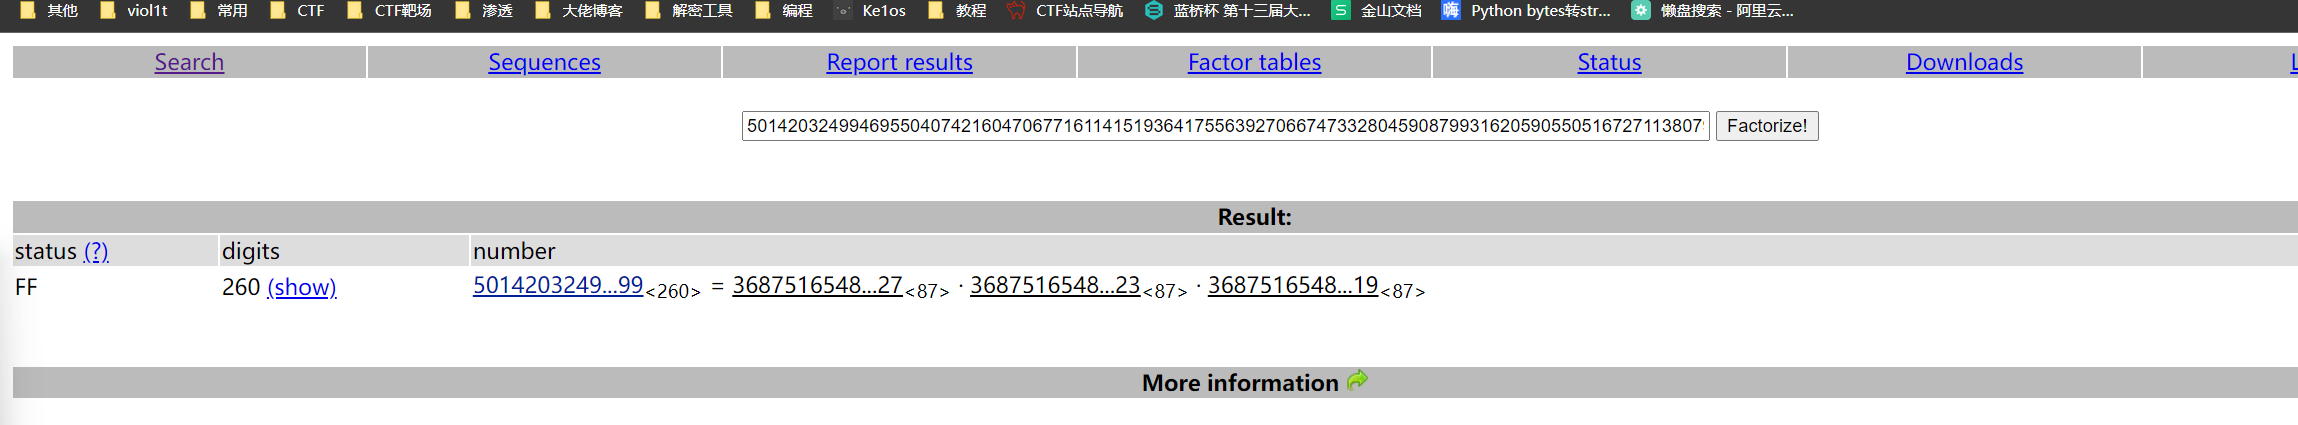 其他 viol1t 常用 CTF CTF靶场 渗透 大佬博客 解密工具 编程 Ke1os 教程 CTF站点导航 蓝桥杯 第十三届大... 金山文档 Python bytes转str... 懒盘搜索 - 阿里云...
Search Sequences Report results Factor tables Status Downloads
50142032499469550407421604706771611415193641755639270667473328045908799316205905505167271138079 Factorize!
Result:
status (?) digits number
FF 260 (show) 5014203249...99<260> = 3687516548...27<87> · 3687516548...23<87> · 3687516548...19<87>
More information